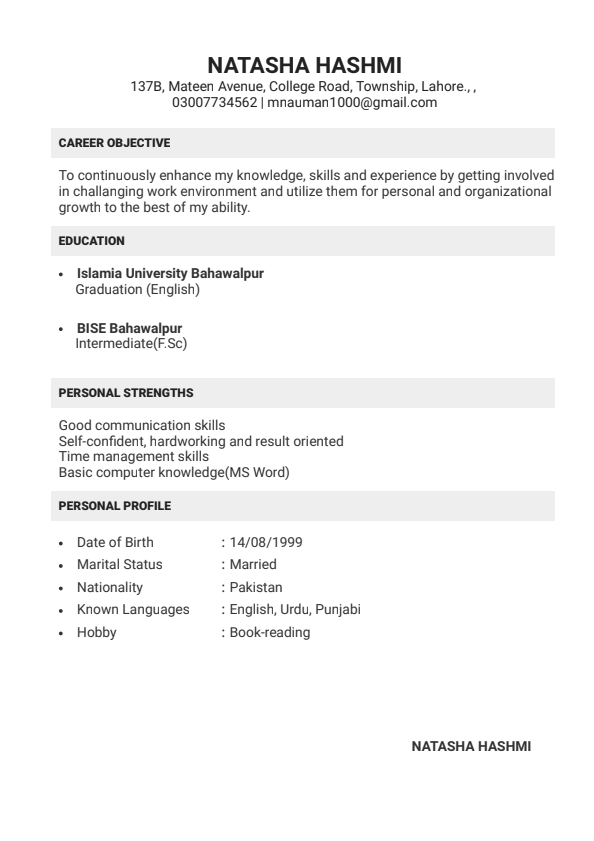 NATASHA HASHMI
137B, Mateen Avenue, College Road, Township, Lahore., ,
03007734562 | mnauman1000@gmail.com
CAREER OBJECTIVE
To continuously enhance my knowledge, skills and experience by getting involved
in challanging work environment and utilize them for personal and organizational
growth to the best of my ability.
EDUCATION
• Islamia University Bahawalpur
Graduation (English)
• BISE Bahawalpur
Intermediate(F.Sc)
PERSONAL STRENGTHS
Good communication skills
Self-confident, hardworking and result oriented
Time management skills
Basic computer knowledge(MS Word)
PERSONAL PROFILE
• Date of Birth : 14/08/1999
• Marital Status : Married
• Nationality : Pakistan
• Known Languages : English, Urdu, Punjabi
• Hobby : Book-reading
NATASHA HASHMI